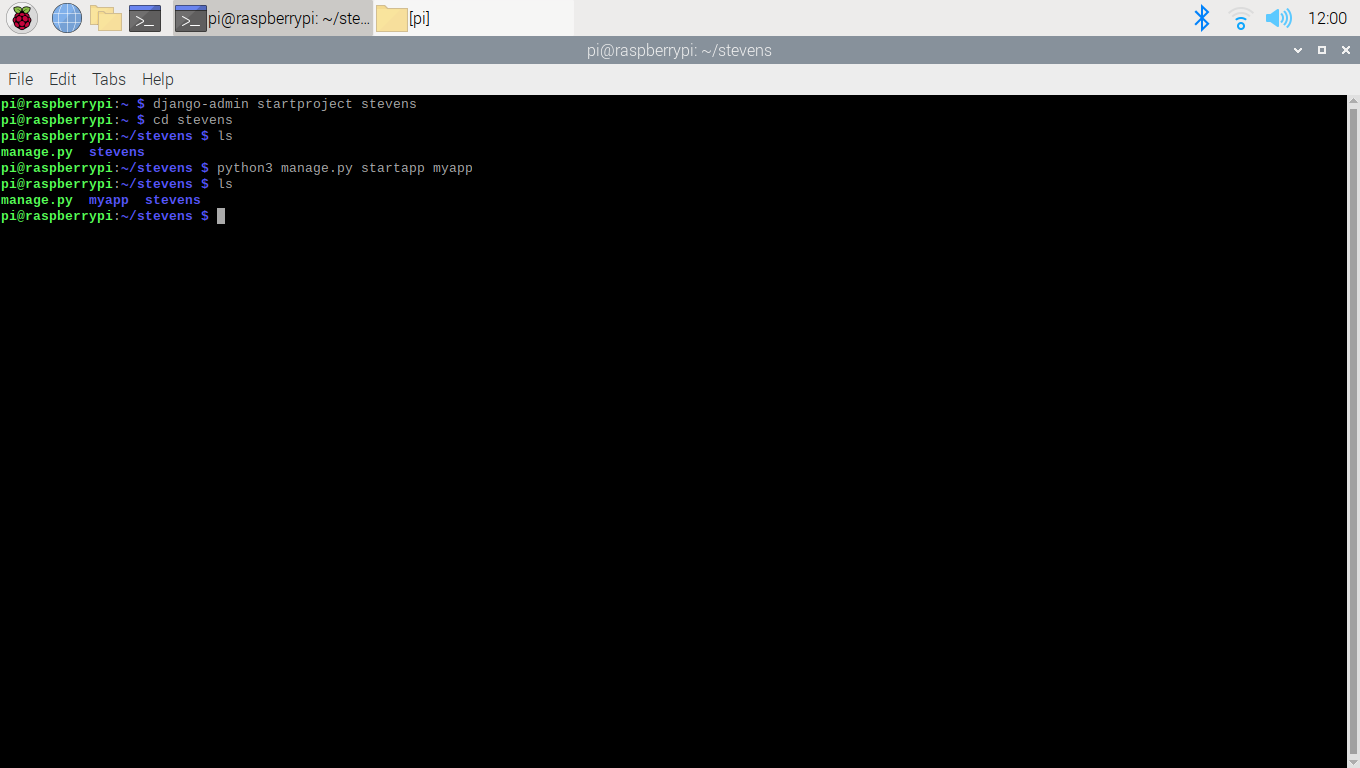 pi@raspberrypi: ~/ste... [pi] 12:00
pi@raspberrypi: ~/stevens
File Edit Tabs Help
pi@raspberrypi:~ $ django-admin startproject stevens
pi@raspberrypi:~ $ cd stevens
pi@raspberrypi:~/stevens $ ls
manage.py  stevens
pi@raspberrypi:~/stevens $ python3 manage.py startapp myapp
pi@raspberrypi:~/stevens $ ls
manage.py  myapp  stevens
pi@raspberrypi:~/stevens $